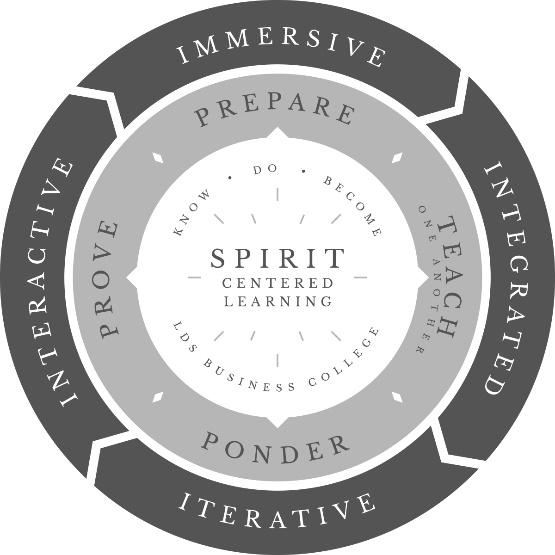 IMMERSIVE
INTEGRATED
ITERATIVE
INTERACTIVE
PREPARE
TEACH
ONE ANOTHER
PONDER
PROVE
KNOW • DO • BECOME
SPIRIT
CENTERED
LEARNING
LDS BUSINESS COLLEGE